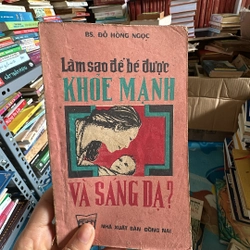 BS. ĐỖ HỒNG NGỌC
Làm sao để bé được
KHỎE MẠNH
VÀ SÁNG DẠ?
NHÀ XUẤT BẢN ĐỒNG NAI